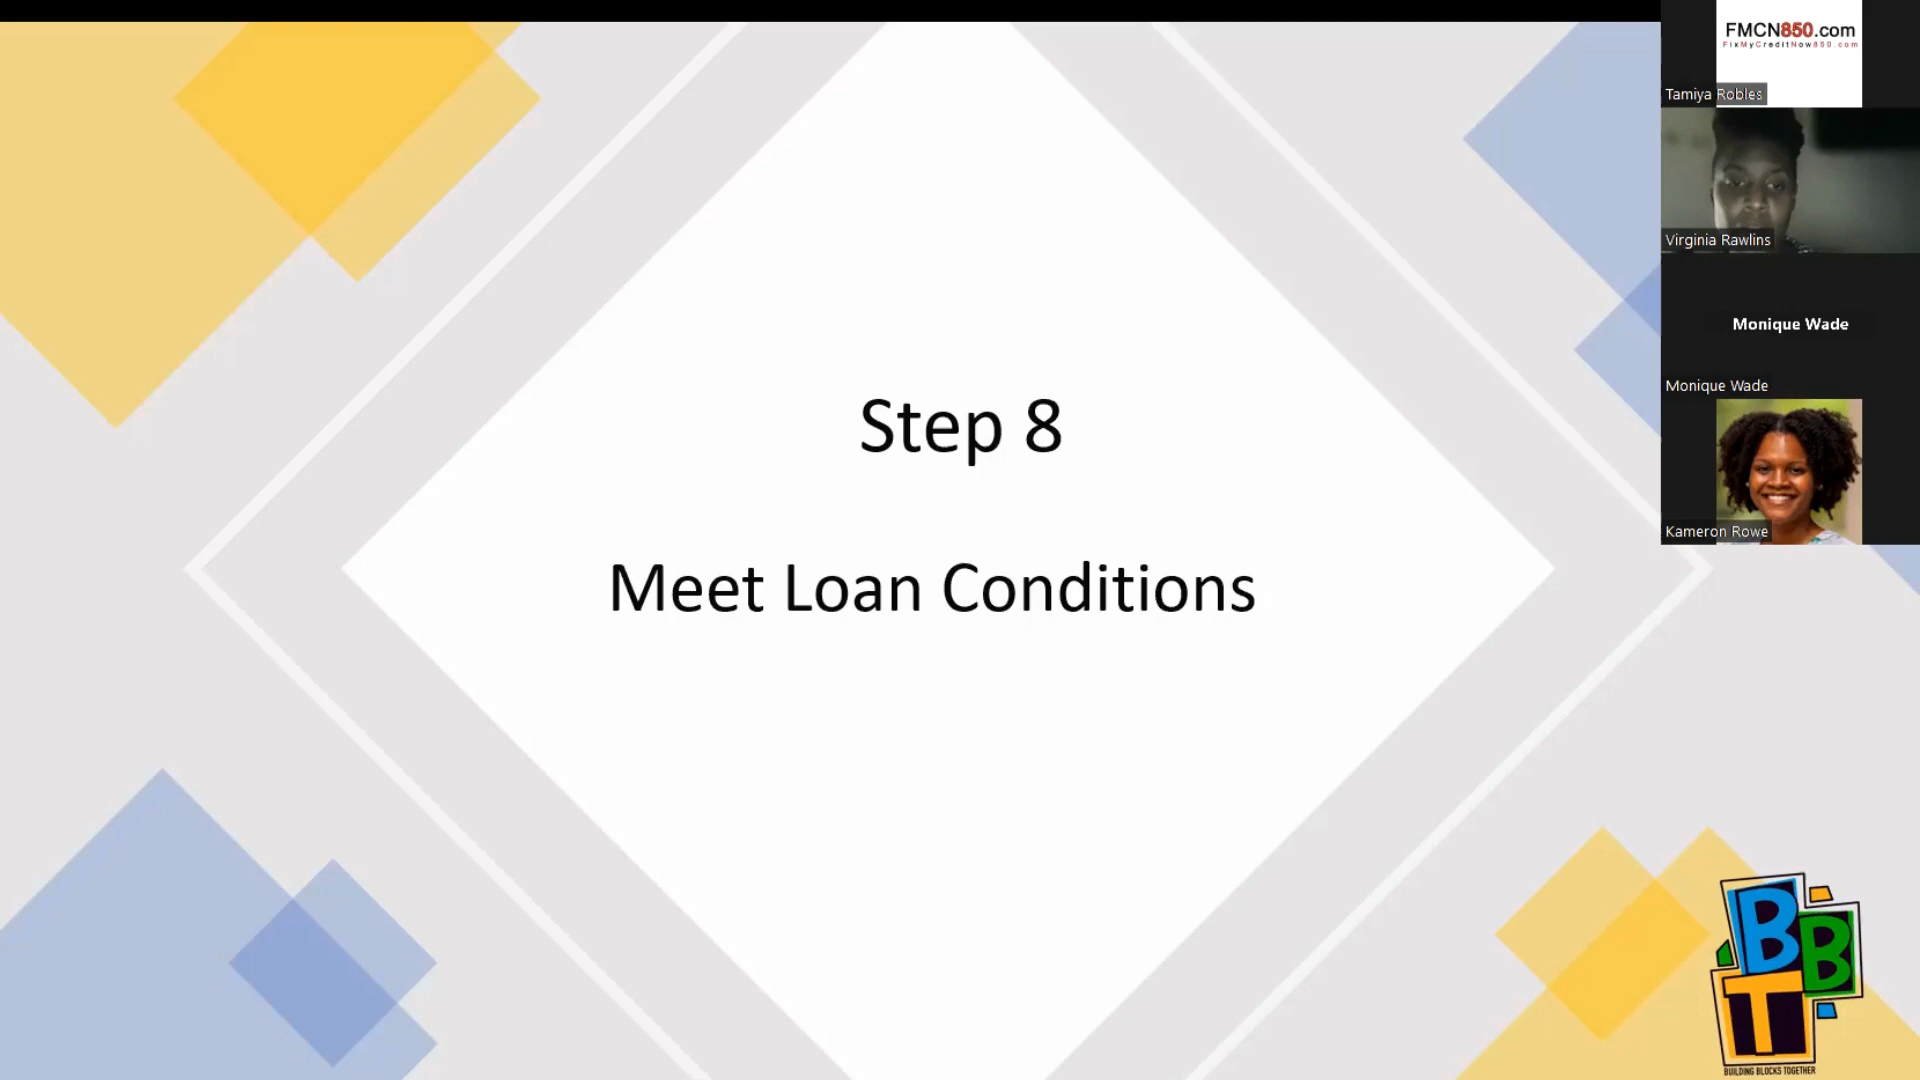 FMCN850.com
FixMyCreditNow850.com
Tamiya Robles
Virginia Rawlins
Monique Wade
Monique Wade
Kameron Rowe
Step 8
Meet Loan Conditions
BBT
BUILDING BLOCKS TOGETHER